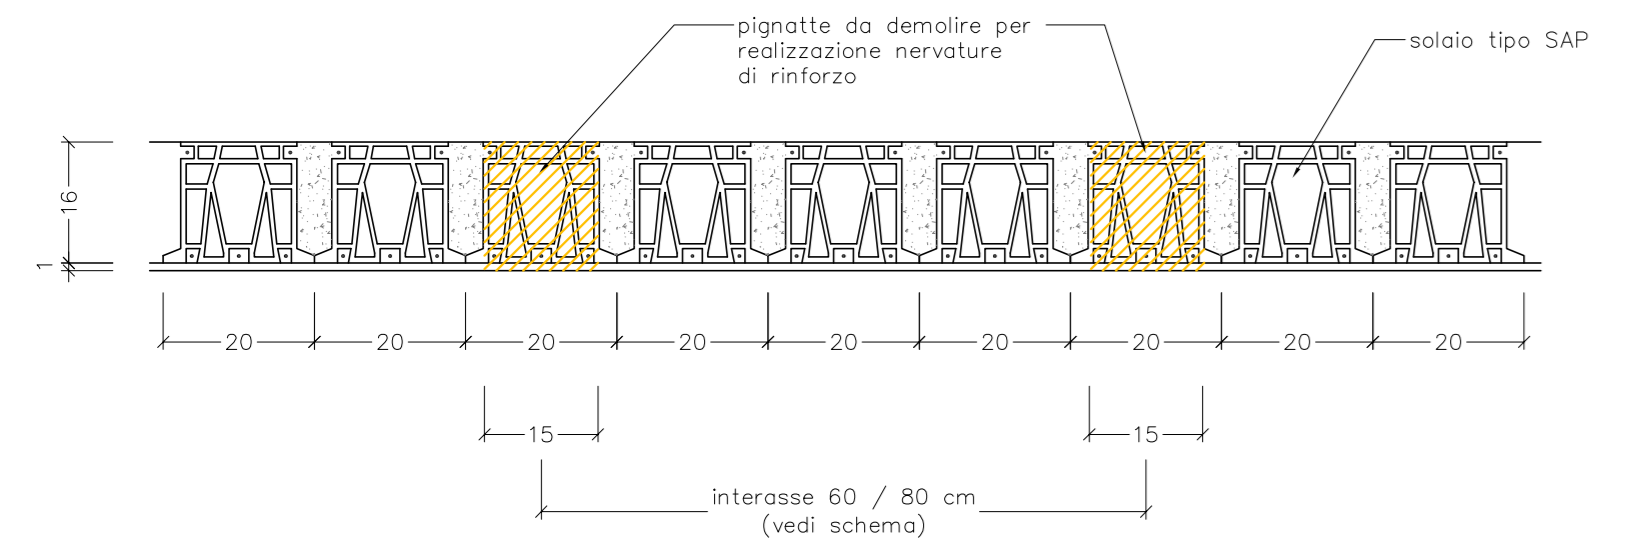 pignatte da demolire per
realizzazione nervature
di rinforzo
solaio tipo SAP
16
1
20 20 20 20 20 20 20 20 20
15 15
interasse 60 / 80 cm
(vedi schema)